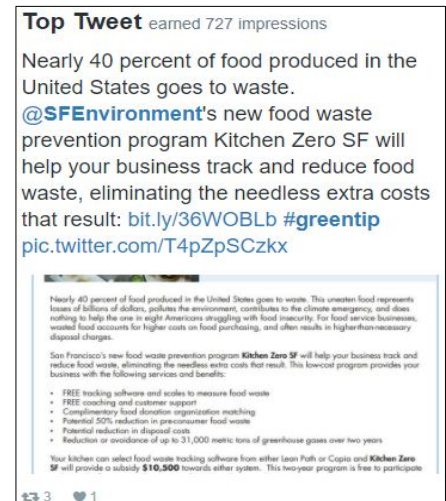 Top Tweet earned 727 impressions
Nearly 40 percent of food produced in the
United States goes to waste.
@SFEnvironment's new food waste
prevention program Kitchen Zero SF will
help your business track and reduce food
waste, eliminating the needless extra costs
that result: bit.ly/36WOBLb #greentip
pic.twitter.com/T4pZpSCzkx
Nearly 40 percent of food produced in the United States goes to waste. This uneaten food represents
losses of billions of dollars, pollutes the environment, contributes to the climate emergency, and does
nothing to help the one in eight Americans struggling with food insecurity. For food service businesses,
wasted food accounts for higher costs on food purchasing, and often results in higher-than-necessary
disposal charges.
San Francisco's new food waste prevention program Kitchen Zero SF will help your business track and
reduce food waste, eliminating the needless extra costs that result. This low-cost program provides your
business with the following services and benefits:
• FREE tracking software and scales to measure food waste
• FREE coaching and customer support
• Complimentary food donation organization matching
• Potential 50% reduction in pre-consumer food waste
• Potential reduction in disposal costs
• Reduction or avoidance of up to 31,000 metric tons of greenhouse gases over two years
Your kitchen can select food waste tracking software from either Lean Path or Copia and Kitchen Zero
SF will provide a subsidy $10,500 towards either system. This two-year program is free to participate
3 1